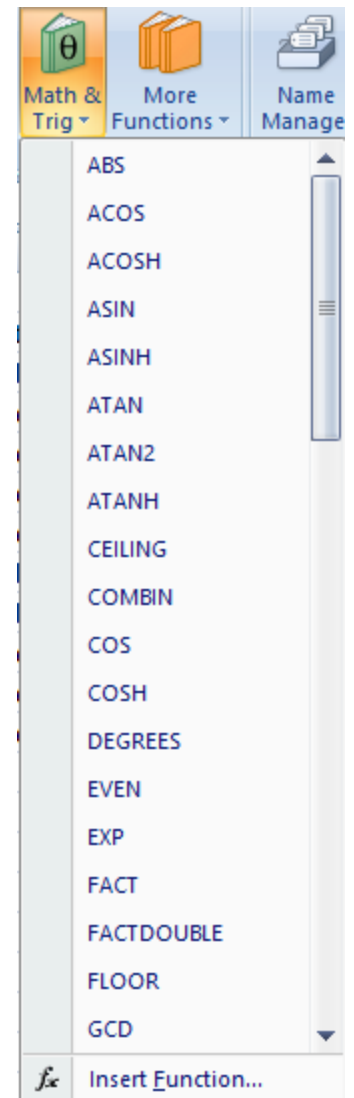 θ
Math & More Name
Trig Functions Manage
ABS
ACOS
ACOSH
ASIN
ASINH
ATAN
ATAN2
ATANH
CEILING
COMBIN
COS
COSH
DEGREES
EVEN
EXP
FACT
FACTDOUBLE
FLOOR
GCD
fx Insert Function...